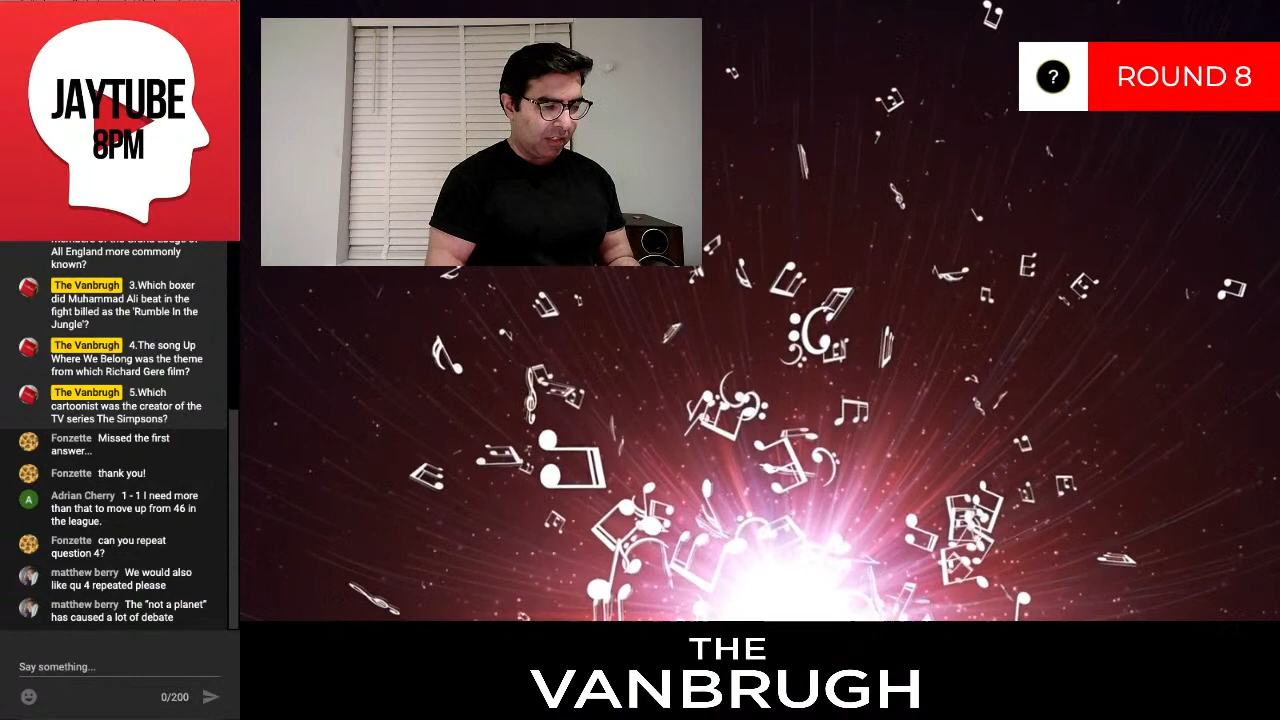 JAYTUBE
8PM
All England more commonly
known?
The Vanbrugh 3.Which boxer
did Muhammad Ali beat in the
fight billed as the 'Rumble In the
Jungle'?
The Vanbrugh 4.The song Up
Where We Belong was the theme
from which Richard Gere film?
The Vanbrugh 5.Which
cartoonist was the creator of the
TV series The Simpsons?
Fonzette Missed the first
answer...
Fonzette thank you!
A
Adrian Cherry 1 - 1 I need more
than that to move up from 46 in
the league.
Fonzette can you repeat
question 4?
matthew berry We would also
like qu 4 repeated please
matthew berry The "not a planet"
has caused a lot of debate
Say something...
0/200
? ROUND 8
THE
VANBRUGH